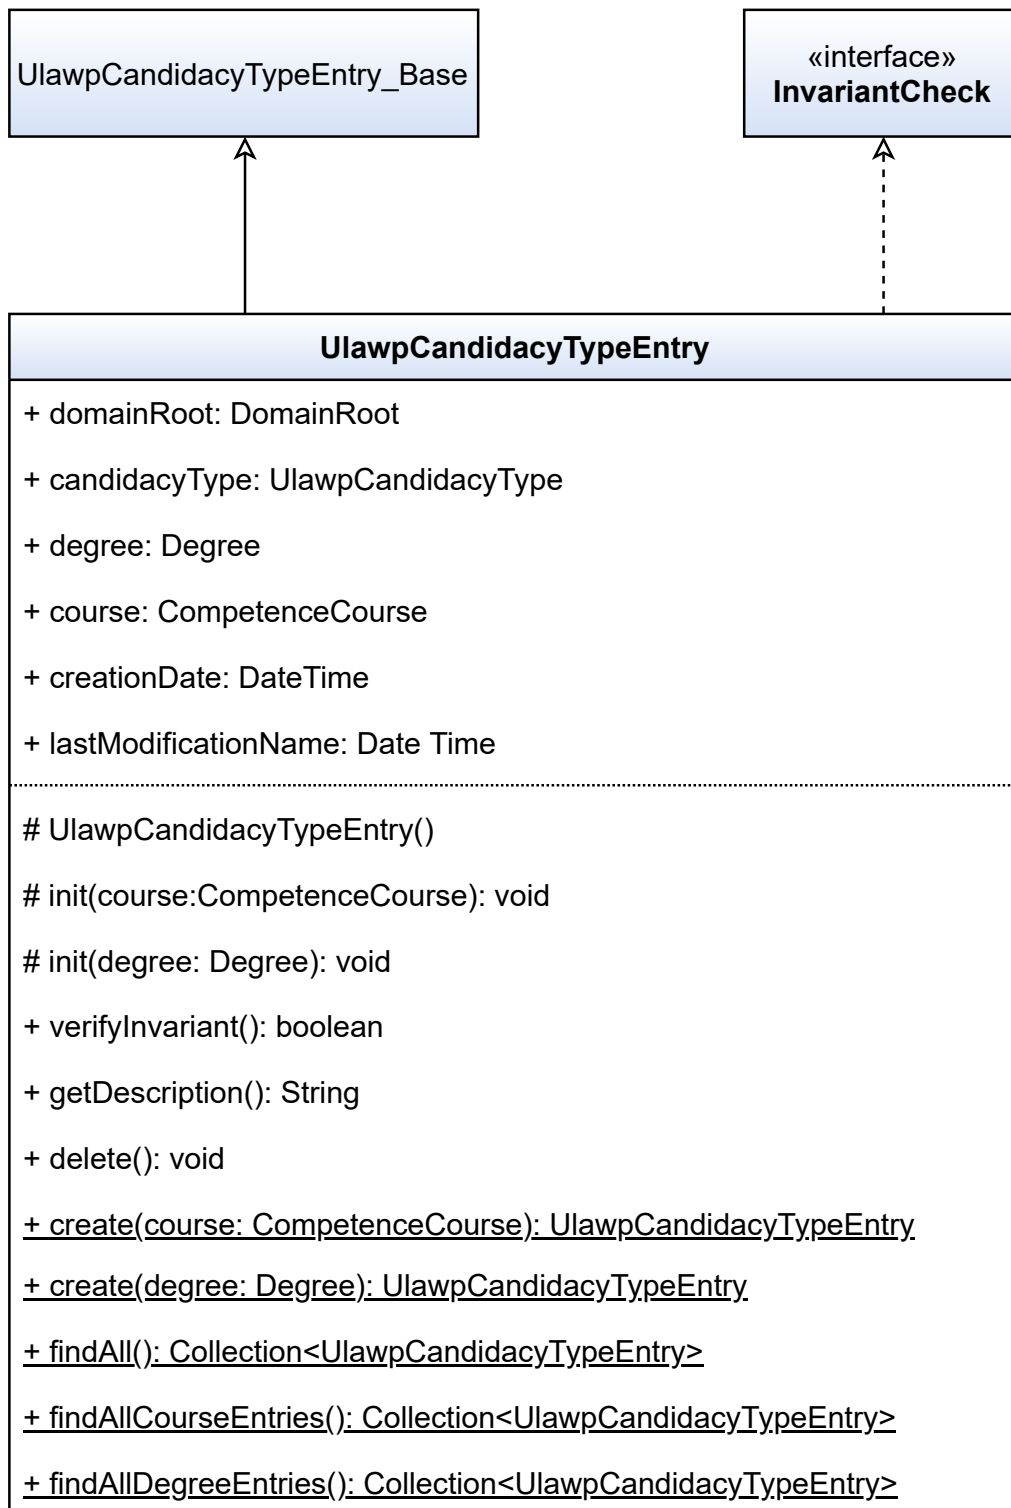 UlawpCandidacyTypeEntry_Base
«interface»
InvariantCheck
UlawpCandidacyTypeEntry
+ domainRoot: DomainRoot
+ candidacyType: UlawpCandidacyType
+ degree: Degree
+ course: CompetenceCourse
+ creationDate: DateTime
+ lastModificationName: Date Time
# UlawpCandidacyTypeEntry()
# init(course:CompetenceCourse): void
# init(degree: Degree): void
+ verifyInvariant(): boolean
+ getDescription(): String
+ delete(): void
+ create(course: CompetenceCourse): UlawpCandidacyTypeEntry
+ create(degree: Degree): UlawpCandidacyTypeEntry
+ findAll(): Collection<UlawpCandidacyTypeEntry>
+ findAllCourseEntries(): Collection<UlawpCandidacyTypeEntry>
+ findAllDegreeEntries(): Collection<UlawpCandidacyTypeEntry>